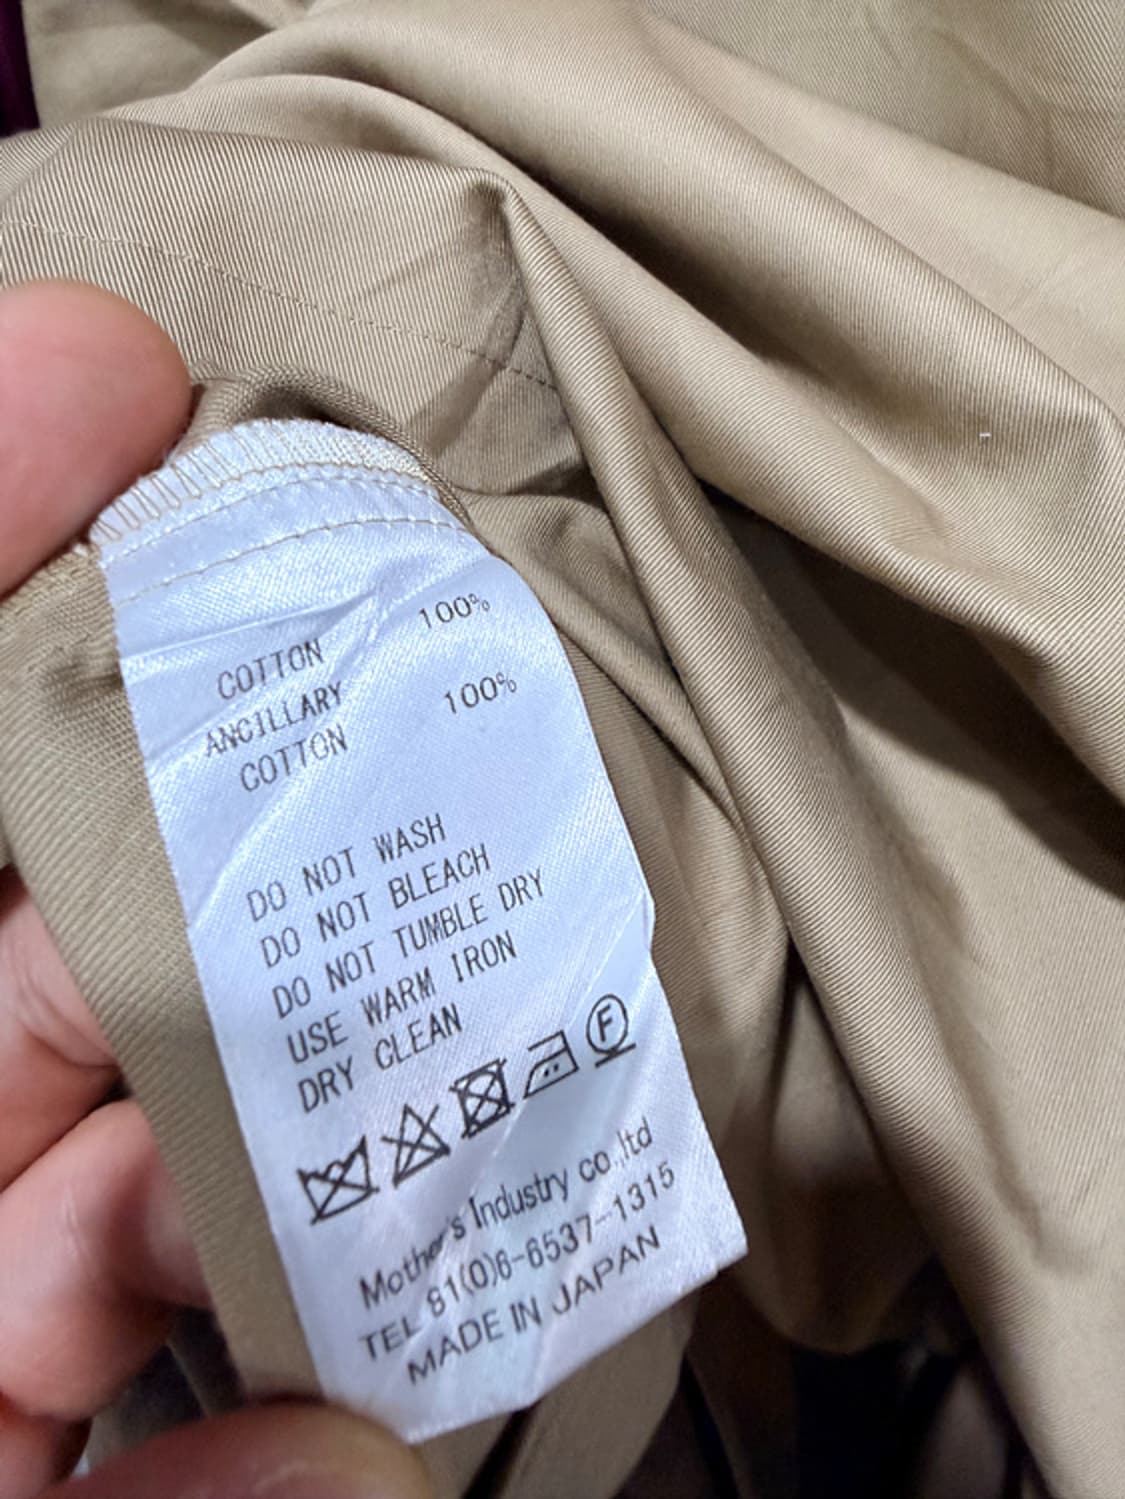 COTTON 100%
ANCILLARY
COTTON 100%
DO NOT WASH
DO NOT BLEACH
DO NOT TUMBLE DRY
USE WARM IRON
DRY CLEAN
F
Mother's Industry co.,ltd
TEL 81(0)6-6537-1315
MADE IN JAPAN